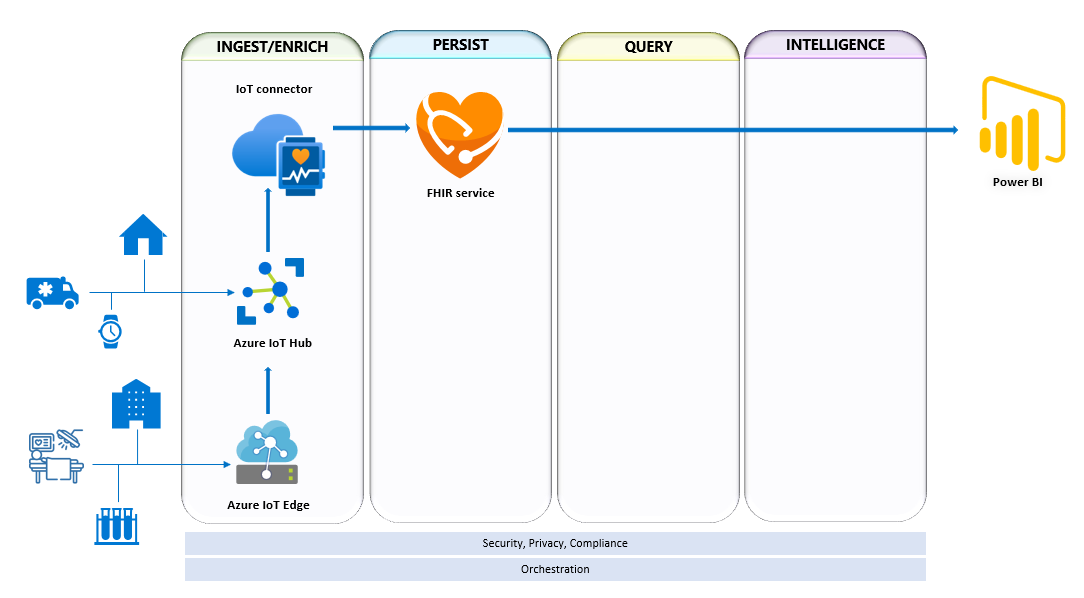 INGEST/ENRICH
PERSIST
QUERY
INTELLIGENCE
IoT connector
FHIR service
Power BI
Azure IoT Hub
Azure IoT Edge
Security, Privacy, Compliance
Orchestration